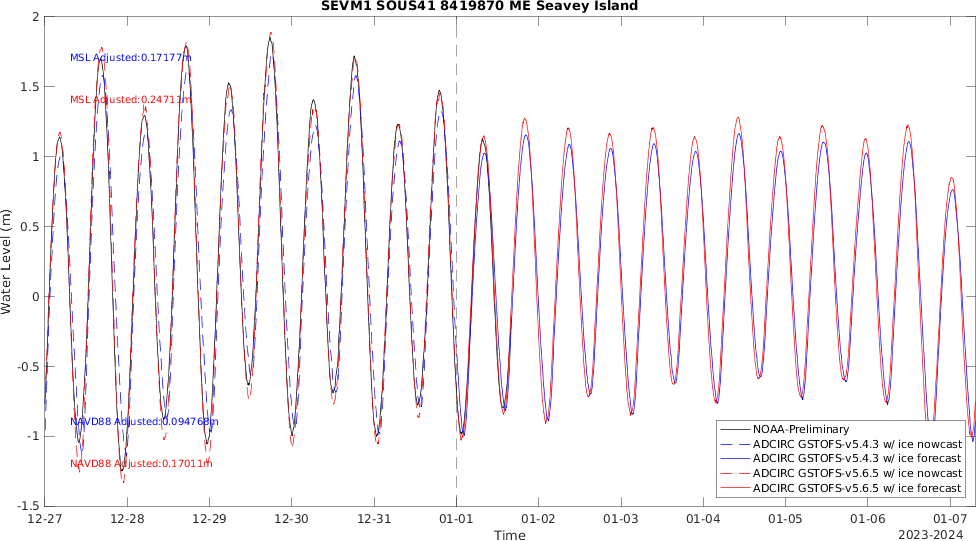 SEVM1 SOUS41 8419870 ME Seavey Island
2
1.5
1
0.5
0
-0.5
-1
-1.5
Water Level (m)
MSL Adjusted:0.17177m
MSL Adjusted:0.24711m
NAVD88 Adjusted:0.094768m
NAVD88 Adjusted:0.17011m
NOAA-Preliminary
ADCIRC GSTOFS-v5.4.3 w/ ice nowcast
ADCIRC GSTOFS-v5.4.3 w/ ice forecast
ADCIRC GSTOFS-v5.6.5 w/ ice nowcast
ADCIRC GSTOFS-v5.6.5 w/ ice forecast
12-27 12-28 12-29 12-30 12-31 01-01 01-02 01-03 01-04 01-05 01-06 01-07
Time
2023-2024